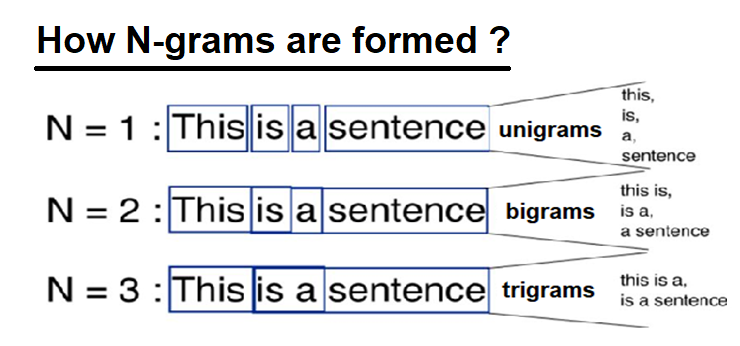 How N-grams are formed ?
N = 1 : This is a sentence unigrams
this,
is,
a,
sentence
N = 2 : This is a sentence bigrams
this is,
is a,
a sentence
N = 3 : This is a sentence trigrams
this is a,
is a sentence